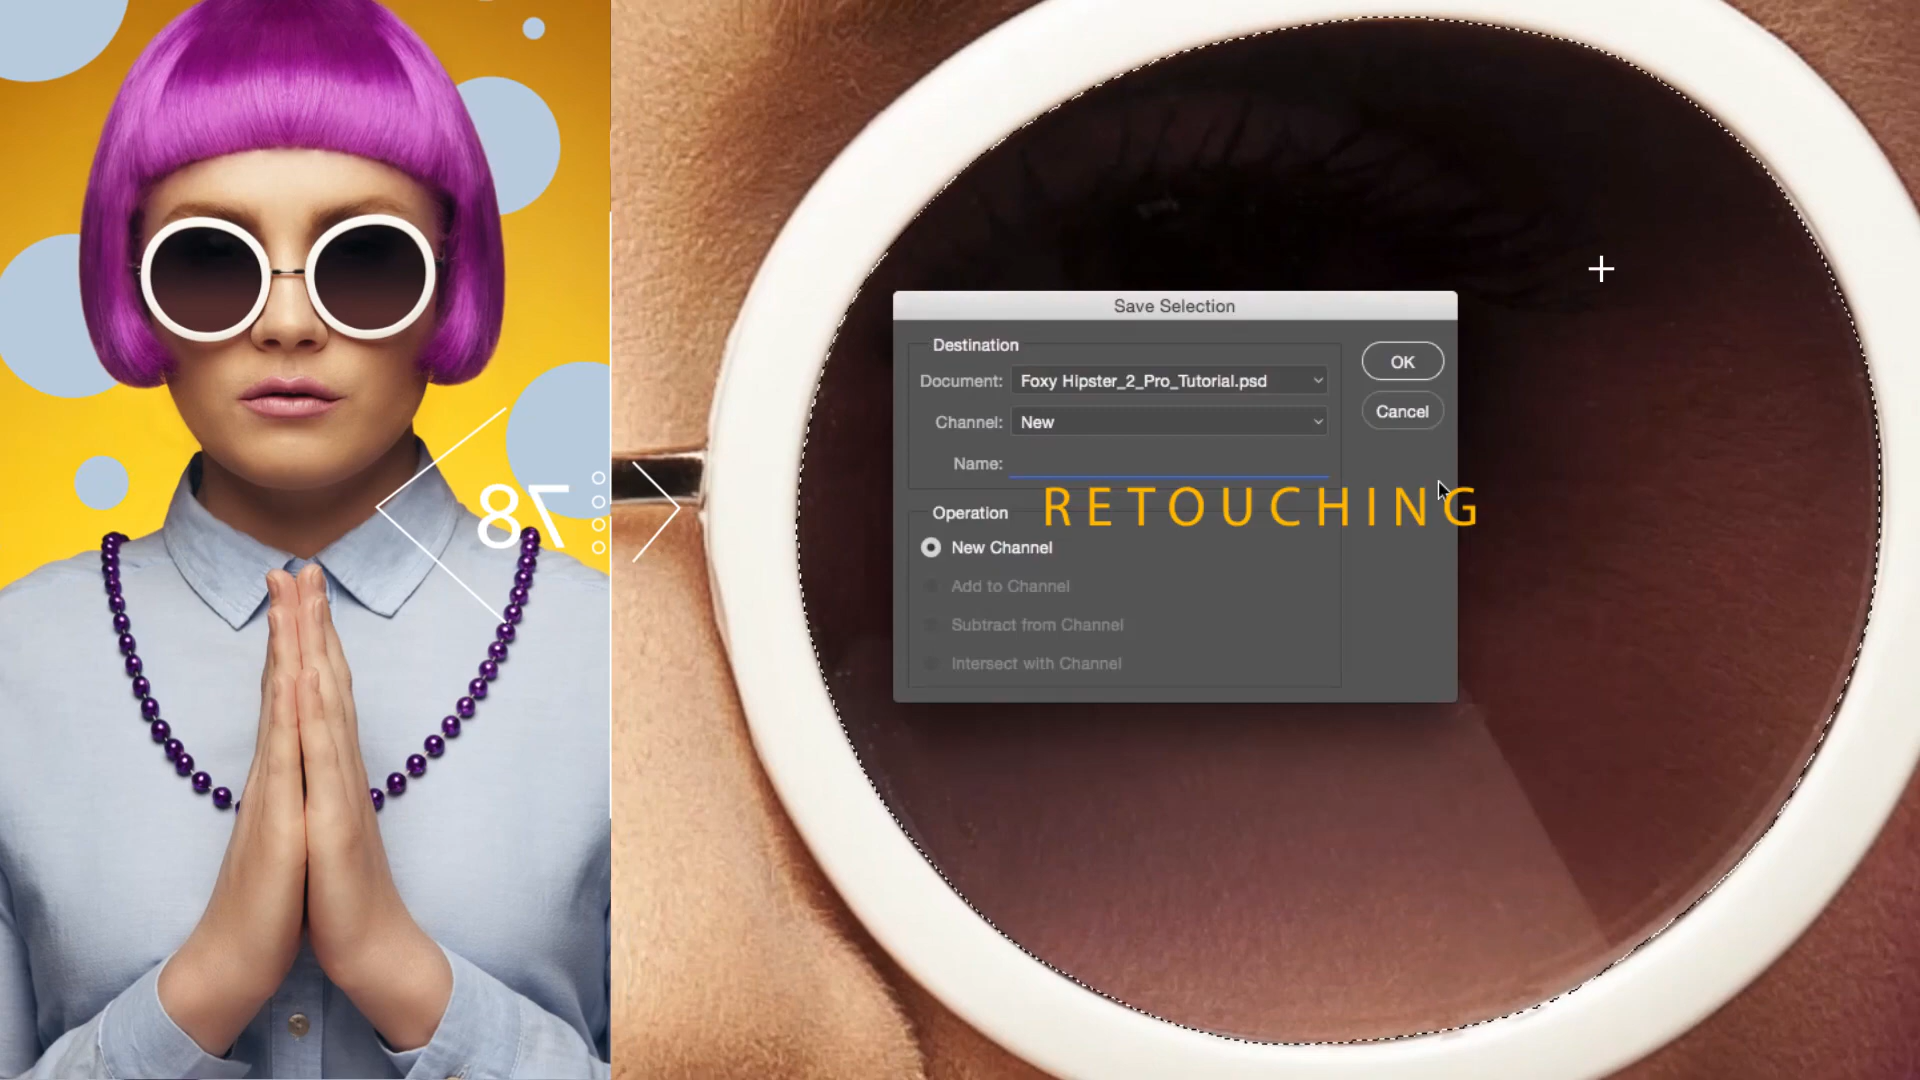 78
Save Selection
Destination
Document: Foxy Hipster_2_Pro_Tutorial.psd
Channel: New
Name:
OK
Cancel
RETOUCHING
Operation
New Channel
Add to Channel
Subtract from Channel
Intersect with Channel